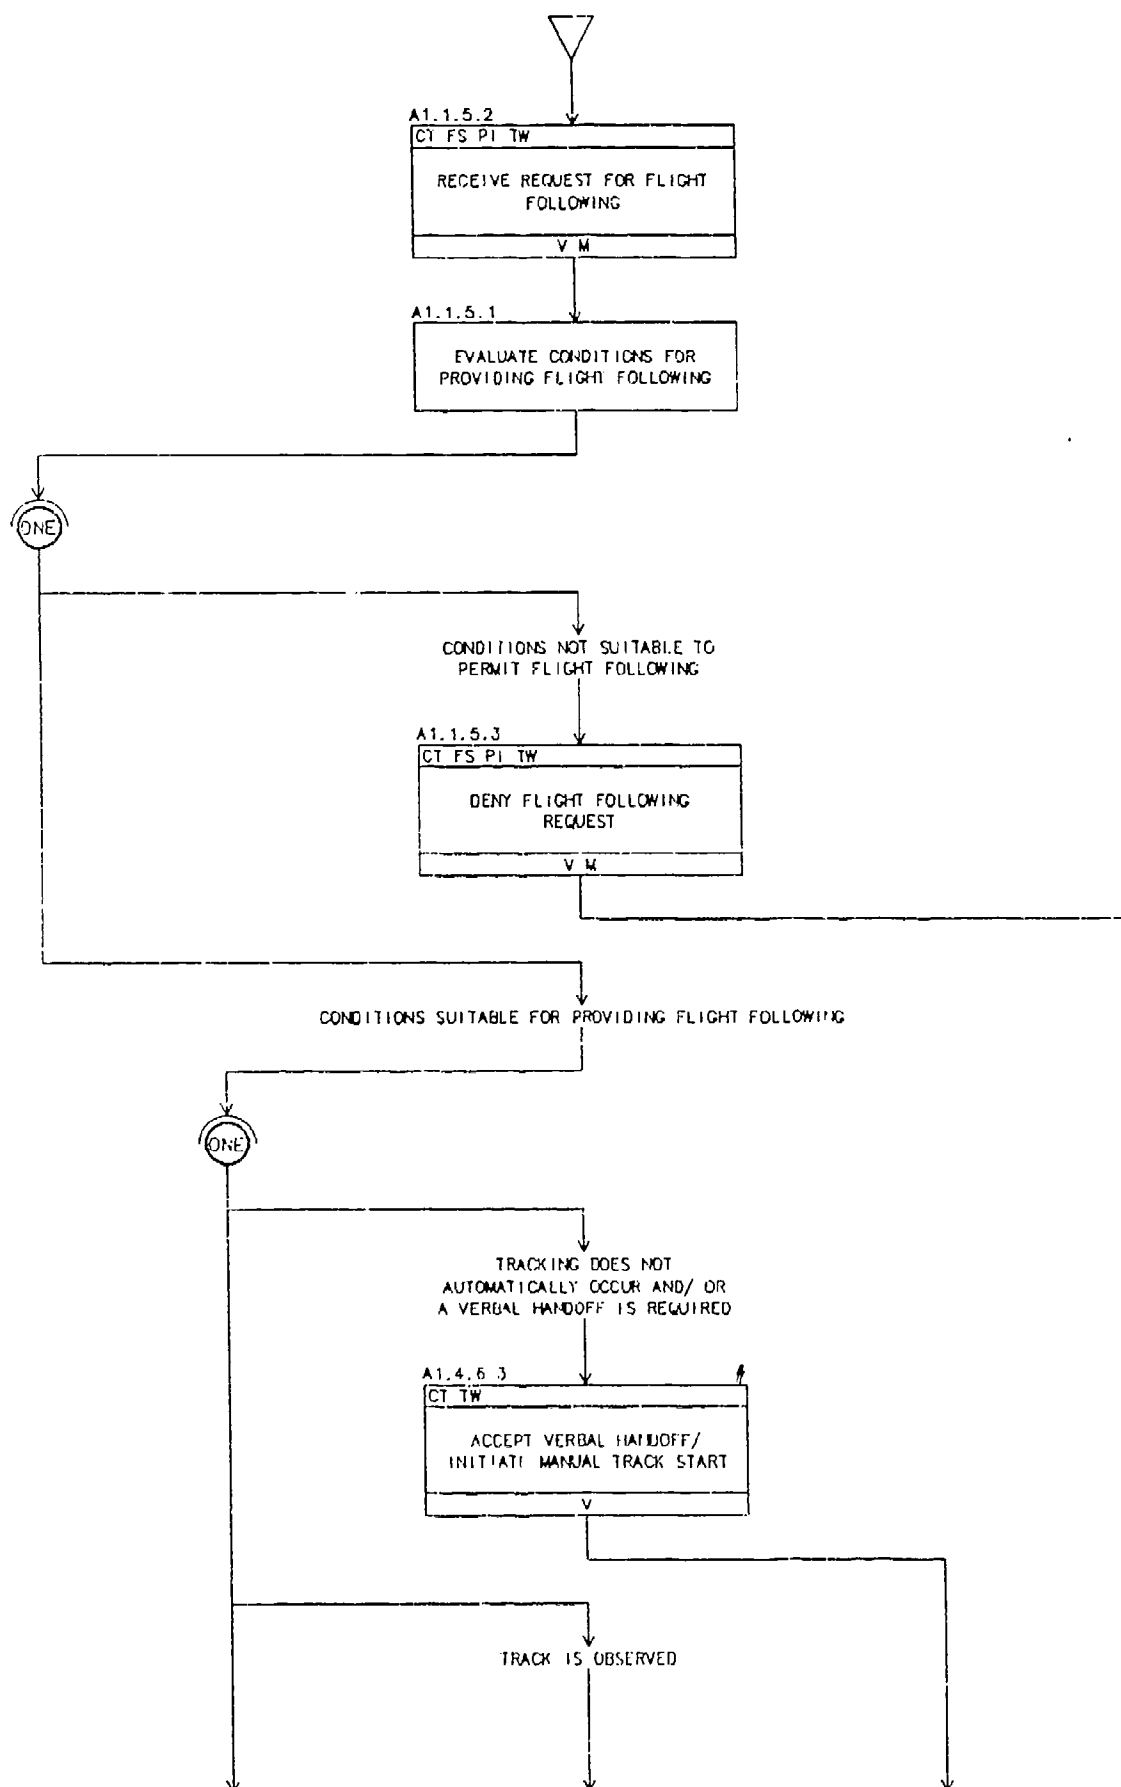 A1.1.5.2
CT FS PI TW
RECEIVE REQUEST FOR FLIGHT
FOLLOWING
V M
A1.1.5.1
EVALUATE CONDITIONS FOR
PROVIDING FLIGHT FOLLOWING
ONE
CONDITIONS NOT SUITABLE TO
PERMIT FLIGHT FOLLOWING
A1.1.5.3
CT FS PI TW
DENY FLIGHT FOLLOWING
REQUEST
V M
CONDITIONS SUITABLE FOR PROVIDING FLIGHT FOLLOWING
ONE
TRACKING DOES NOT
AUTOMATICALLY OCCUR AND/ OR
A VERBAL HANDOFF IS REQUIRED
A1.4.6 3
CT TW
ACCEPT VERBAL HANDOFF/
INITIATE MANUAL TRACK START
V
TRACK IS OBSERVED